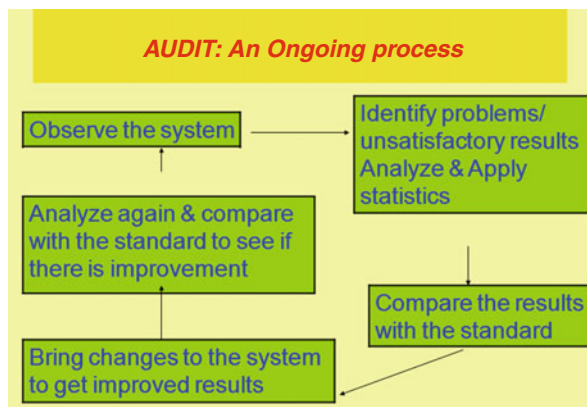 AUDIT: An Ongoing process
Observe the system
Identify problems/
unsatisfactory results
Analyze & Apply
statistics
Compare the results
with the standard
Bring changes to the system
to get improved results
Analyze again & compare
with the standard to see if
there is improvement